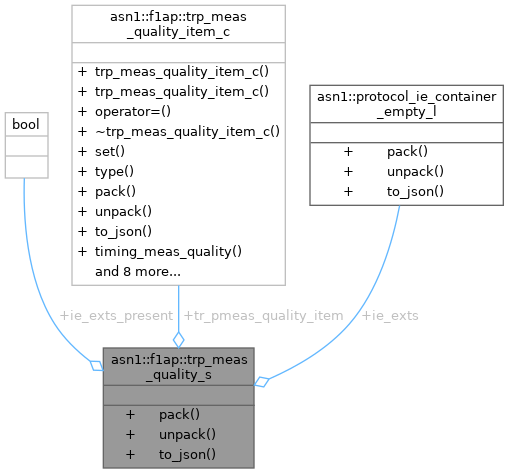 asn1::f1ap::trp_meas
_quality_item_c
+ trp_meas_quality_item_c()
+ trp_meas_quality_item_c()
+ operator=()
+ ~trp_meas_quality_item_c()
+ set()
+ type()
+ pack()
+ unpack()
+ to_json()
+ timing_meas_quality()
and 8 more...
bool
asn1::protocol_ie_container
_empty_l
+ pack()
+ unpack()
+ to_json()
+ie_exts_present
+tr_pmeas_quality_item
+ie_exts
asn1::f1ap::trp_meas
_quality_s
+ pack()
+ unpack()
+ to_json()